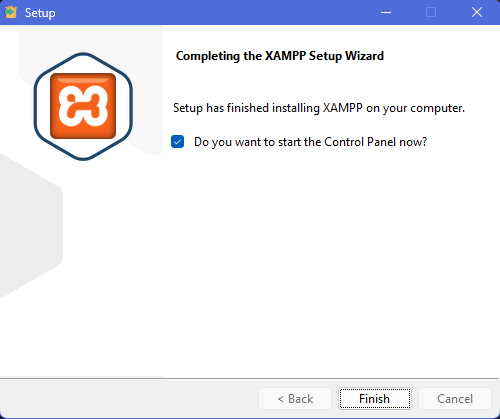 Setup
Completing the XAMPP Setup Wizard
Setup has finished installing XAMPP on your computer.
Do you want to start the Control Panel now?
< Back
Finish
Cancel